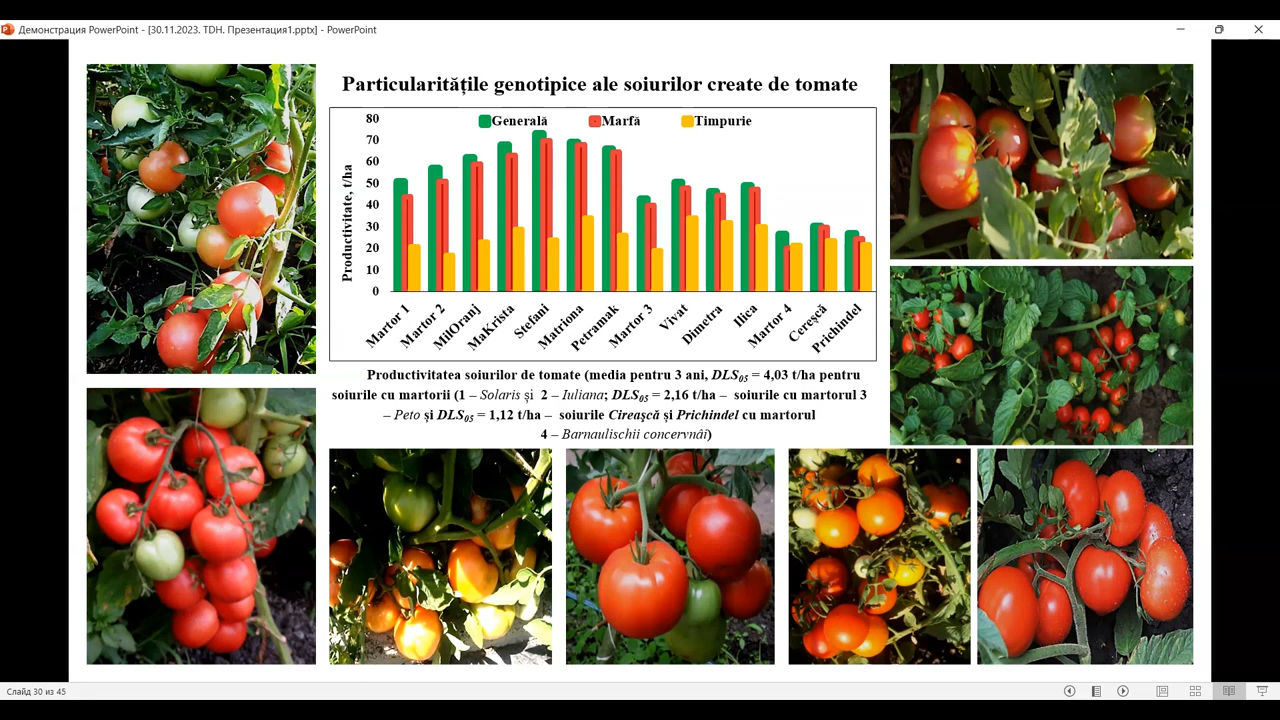 Демонстрация PowerPoint - [30.11.2023. TDH. Презентация1.pptx] - PowerPoint
Particularitățile genotipice ale soiurilor create de tomate
Generală Marfă Timpurie
Productivitate, t/ha
80
70
60
50
40
30
20
10
0
Martor 1
Martor 2
MilOranj
MaKrista
Stefani
Matriona
Petramak
Martor 3
Vivat
Dimetra
Ilica
Martor 4
Cereșcă
Prichindel
Productivitatea soiurilor de tomate (media pentru 3 ani, DLS05 = 4,03 t/ha pentru
soiurile cu martorii (1 – Solaris și 2 – Iuliana; DLS05 = 2,16 t/ha – soiurile cu martorul 3
– Peto și DLS05 = 1,12 t/ha – soiurile Cireașcă și Prichindel cu martorul
4 – Barnaulischii concervnâi)
Слайд 30 из 45